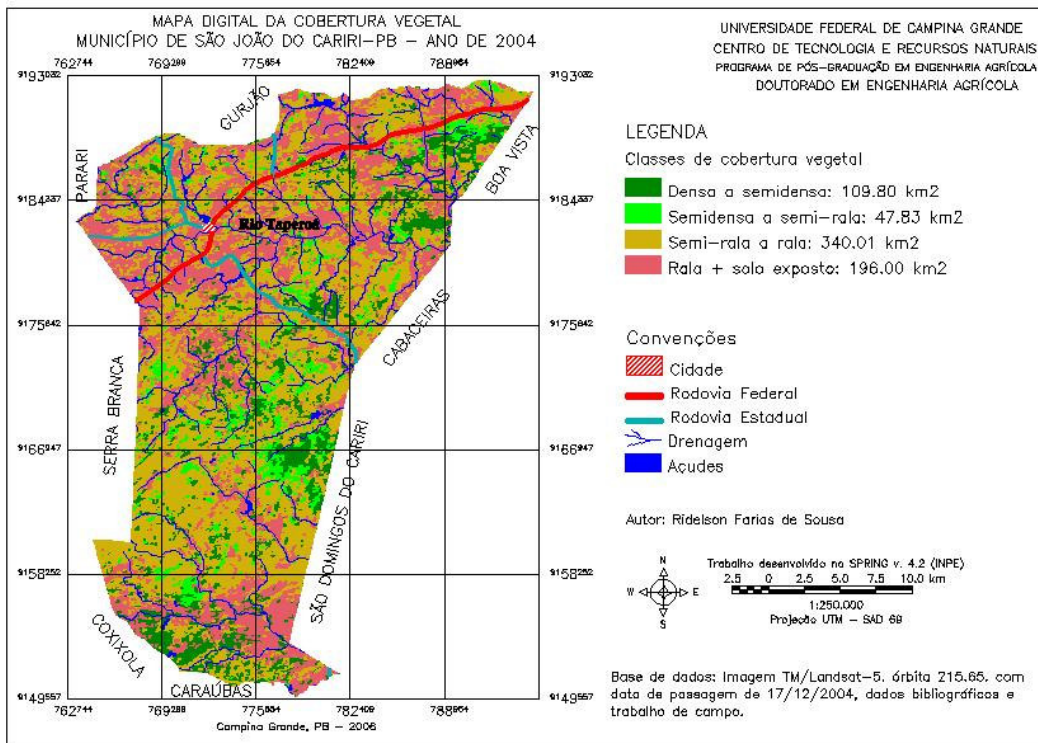 MAPA DIGITAL DA COBERTURA VEGETAL
MUNICÍPIO DE SÃO JOÃO DO CARIRI-PB - ANO DE 2004
762744 769299 775854 782409 788964
9193032
9184337
9175642
9166947
9158252
9149557
GURJÃO
PARARI
BOA VISTA
Rio Taperoá
CABACEIRAS
SERRA BRANCA
SÃO DOMINGOS DO CARIRI
COXIXOLA
CARAÚBAS
762744 769299 775854 782409 788964
Campina Grande, PB - 2006
UNIVERSIDADE FEDERAL DE CAMPINA GRANDE
CENTRO DE TECNOLOGIA E RECURSOS NATURAIS
PROGRAMA DE PÓS-GRADUAÇÃO EM ENGENHARIA AGRÍCOLA
DOUTORADO EM ENGENHARIA AGRÍCOLA
LEGENDA
Classes de cobertura vegetal
Densa a semidensa: 109.80 km2
Semidensa a semi-rala: 47.83 km2
Semi-rala a rala: 340.01 km2
Rala + solo exposto: 196.00 km2
Convenções
Cidade
Rodovia Federal
Rodovia Estadual
Drenagem
Açudes
Autor: Ridelson Farias de Sousa
N
W E
S
Trabalho desenvolvido no SPRING v. 4.2 (INPE)
2.5 0 2.5 5 7.5 10.0 km
1:250.000
Projeção UTM - SAD 69
Base de dados: Imagem TM/Landsat-5. órbita 215.65. com
data de passagem de 17/12/2004, dados bibliográficos e
trabalho de campo.